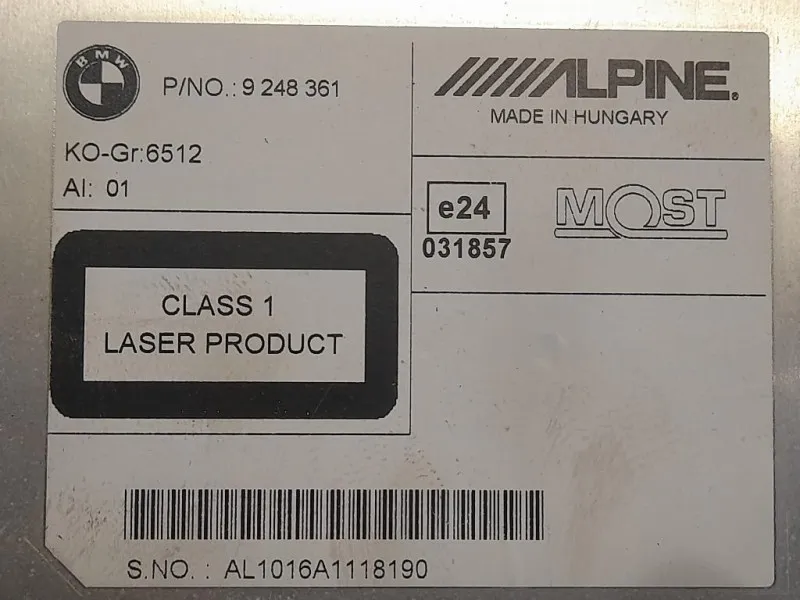 BMW
P/NO.: 9 248 361
KO-Gr:6512
AI: 01
ALPINE®
MADE IN HUNGARY
e24
031857
MOST
CLASS 1
LASER PRODUCT
S.NO. : AL1016A1118190